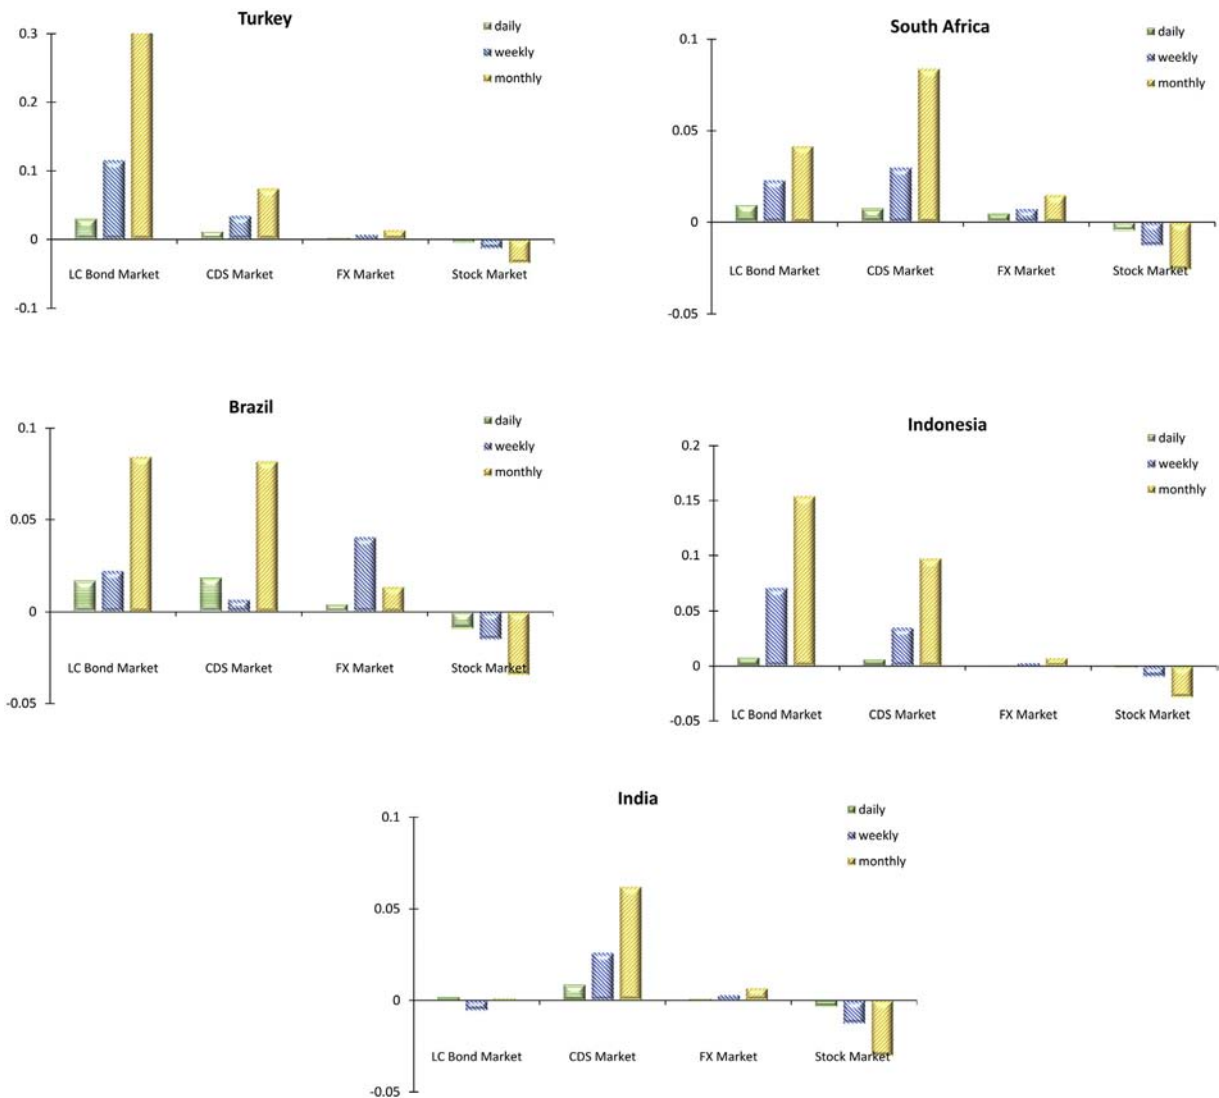 Turkey
daily
weekly
monthly
0.3
0.2
0.1
0
-0.1
LC Bond Market CDS Market FX Market Stock Market
South Africa
daily
weekly
monthly
0.1
0.05
0
-0.05
LC Bond Market CDS Market FX Market Stock Market
Brazil
daily
weekly
monthly
0.1
0.05
0
-0.05
LC Bond Market CDS Market FX Market Stock Market
Indonesia
daily
weekly
monthly
0.2
0.15
0.1
0.05
0
-0.05
LC Bond Market CDS Market FX Market Stock Market
India
daily
weekly
monthly
0.1
0.05
0
-0.05
LC Bond Market CDS Market FX Market Stock Market